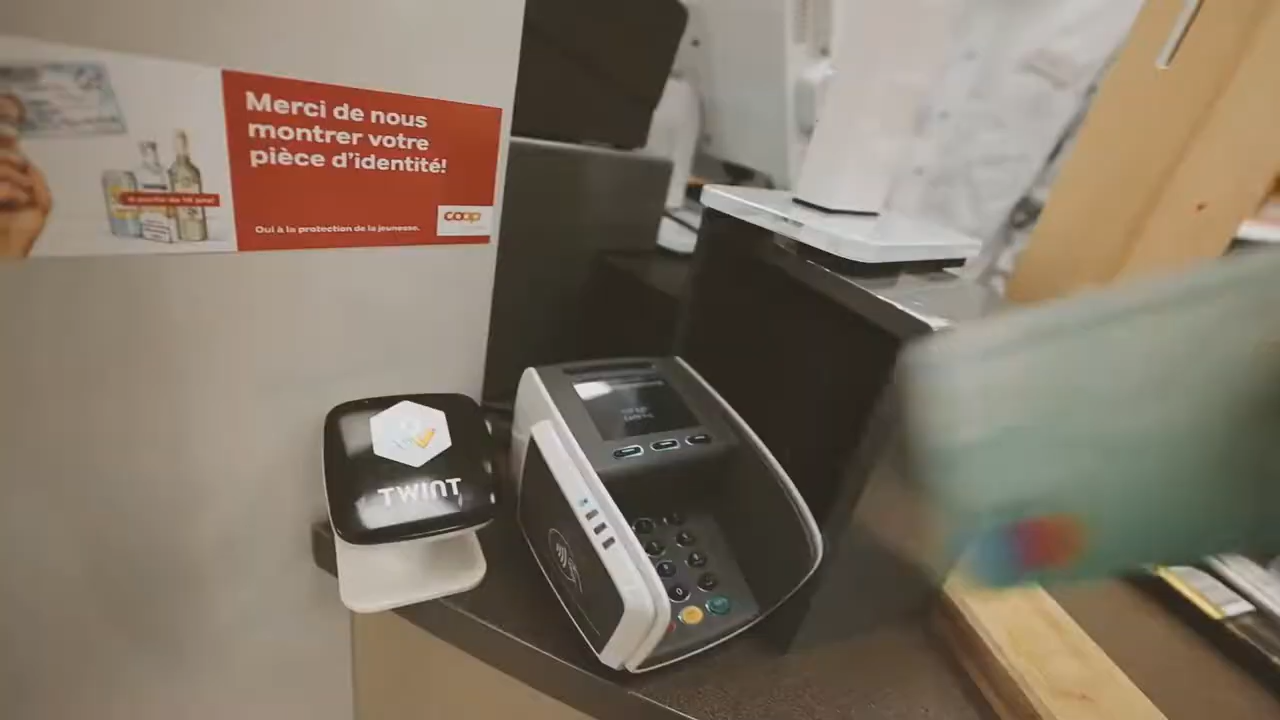 Merci de nous
montrer votre
pièce d'identité!
Oui à la protection de la jeunesse.
coop
TWINT